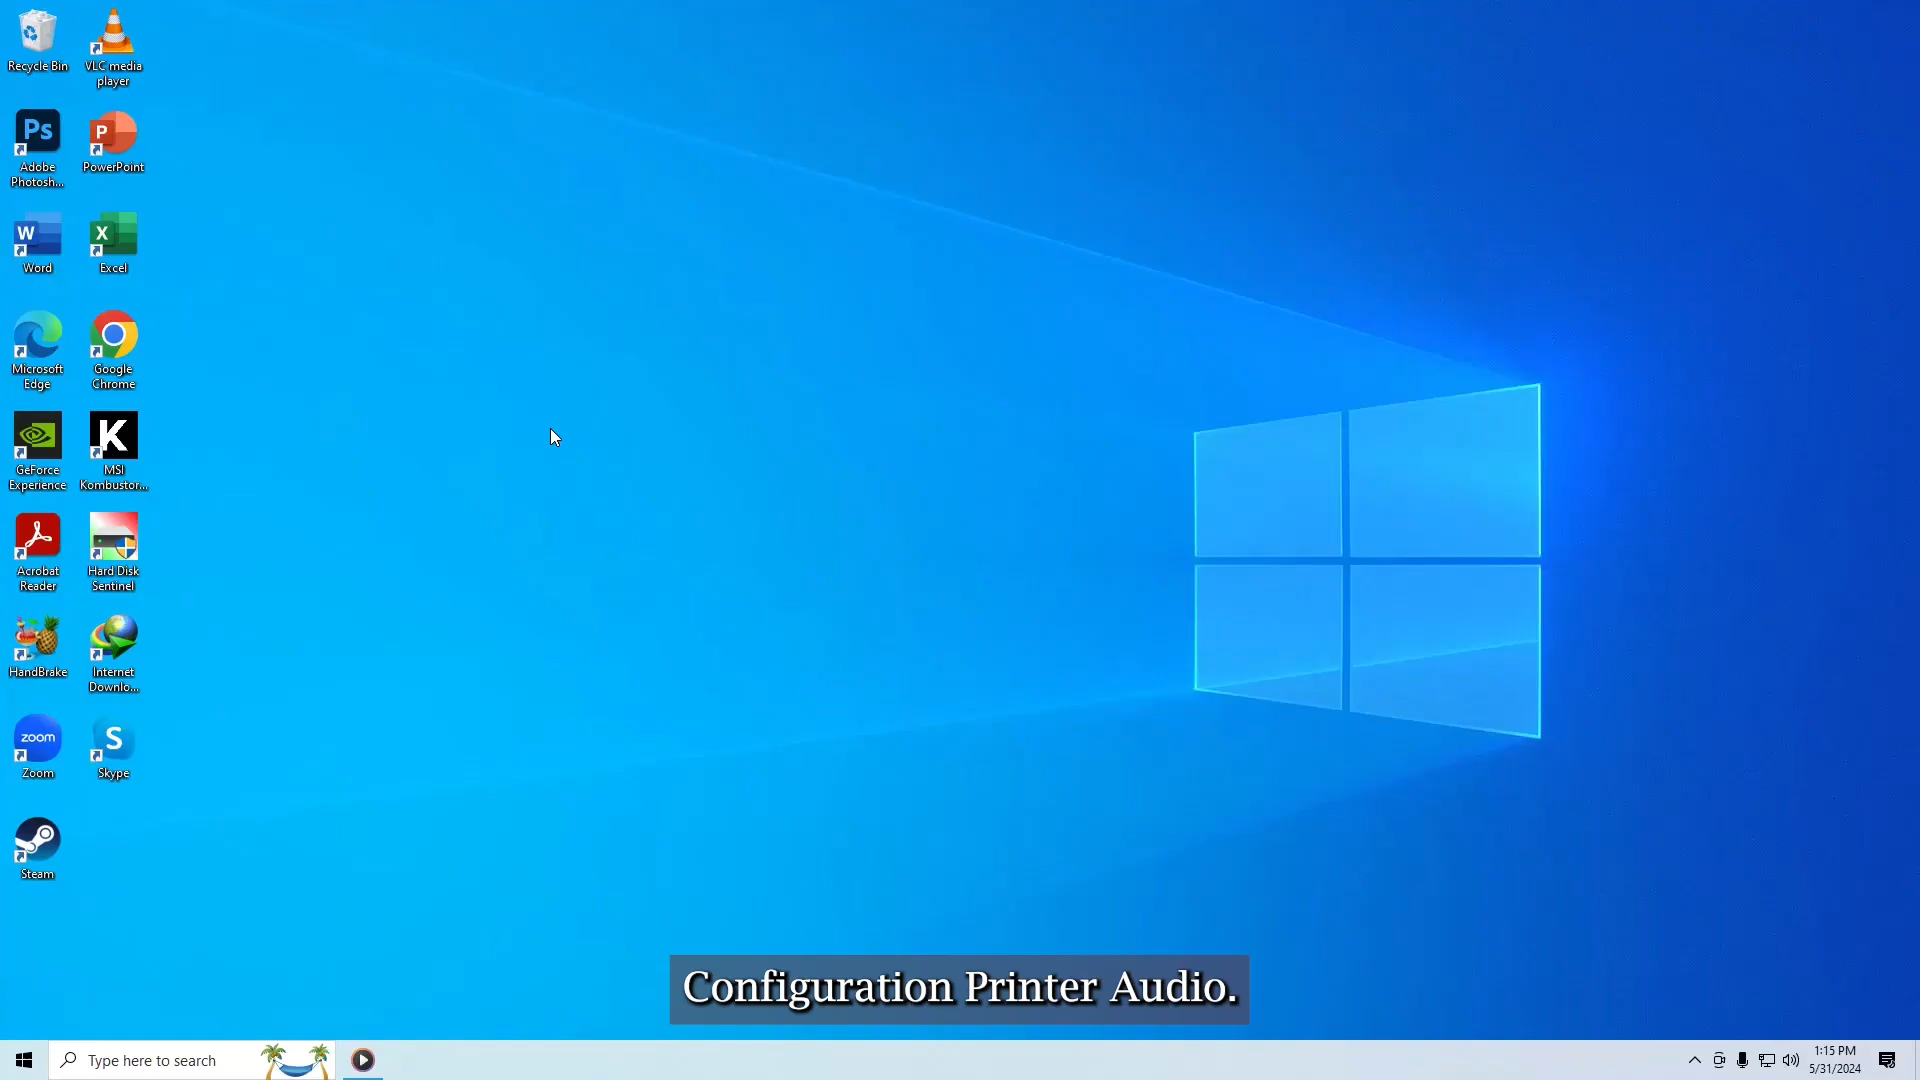 Recycle Bin
VLC media
player
Ps
Adobe
Photosh...
P
PowerPoint
W
Word
X
Excel
Microsoft
Edge
Google
Chrome
GeForce
Experience
K
MSI
Kombustor...
Acrobat
Reader
Hard Disk
Sentinel
HandBrake
Internet
Downlo...
zoom
Zoom
S
Skype
Steam
Configuration Printer Audio.
Type here to search
1:15 PM
5/31/2024